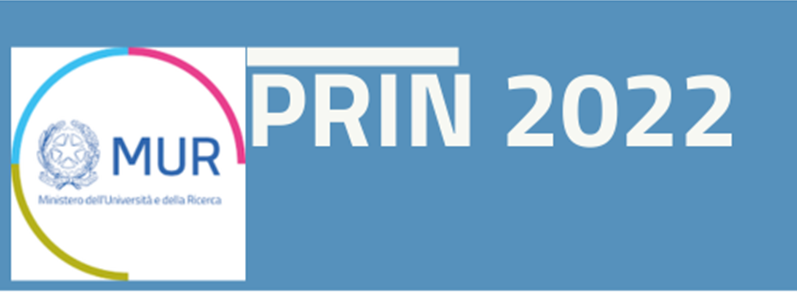 PRIN 2022
MUR
Ministero dell'Università e della Ricerca